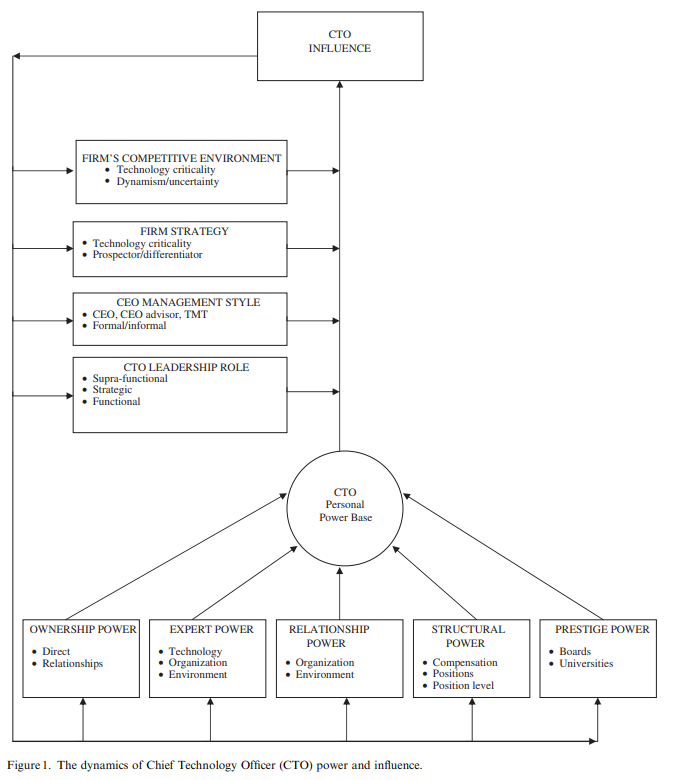 CTO
INFLUENCE
FIRM'S COMPETITIVE ENVIRONMENT
• Technology criticality
• Dynamism/uncertainty
FIRM STRATEGY
• Technology criticality
• Prospector/differentiator
CEO MANAGEMENT STYLE
• CEO, CEO advisor, TMT
• Formal/informal
CTO LEADERSHIP ROLE
• Supra-functional
• Strategic
• Functional
CTO
Personal
Power Base
OWNERSHIP POWER
• Direct
• Relationships
EXPERT POWER
• Technology
• Organization
• Environment
RELATIONSHIP
POWER
• Organization
• Environment
STRUCTURAL
POWER
• Compensation
• Positions
• Position level
PRESTIGE POWER
• Boards
• Universities
Figure 1. The dynamics of Chief Technology Officer (CTO) power and influence.